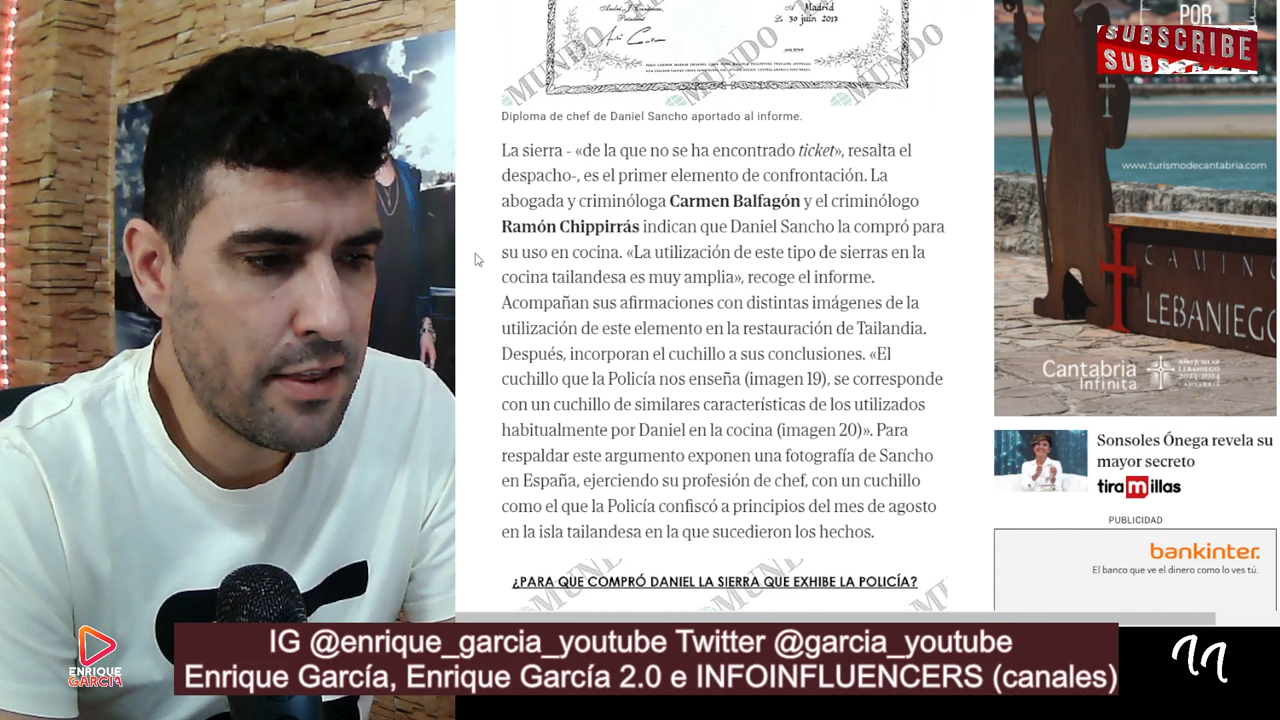 Madrid
Le 30 juin 2017
MUNDO
MUNDO
MUNDO
Diploma de chef de Daniel Sancho aportado al informe.
La sierra - «de la que no se ha encontrado ticket», resalta el
despacho-, es el primer elemento de confrontación. La
abogada y criminóloga Carmen Balfagón y el criminólogo
Ramón Chippirrás indican que Daniel Sancho la compró para
su uso en cocina. «La utilización de este tipo de sierras en la
cocina tailandesa es muy amplia», recoge el informe.
Acompañan sus afirmaciones con distintas imágenes de la
utilización de este elemento en la restauración de Tailandia.
Después, incorporan el cuchillo a sus conclusiones. «El
cuchillo que la Policía nos enseña (imagen 19), se corresponde
con un cuchillo de similares características de los utilizados
habitualmente por Daniel en la cocina (imagen 20)». Para
respaldar este argumento exponen una fotografía de Sancho
en España, ejerciendo su profesión de chef, con un cuchillo
como el que la Policía confiscó a principios del mes de agosto
en la isla tailandesa en la que sucedieron los hechos.
¿PARA QUE COMPRÓ DANIEL LA SIERRA QUE EXHIBE LA POLICÍA?
POR
SUBSCRIBE
www.turismodecantabria.com
CAMINO
LEBANIEGO
Cantabria
Infinita
AÑO JUBILAR
LEBANIEGO
2023-2024
CANTABRIA
Sonsoles Ónega revela su
mayor secreto
tiramillas
PUBLICIDAD
bankinter.
El banco que ve el dinero como lo ves tú.
ENRIQUE
GARCÍA
IG @enrique_garcia_youtube Twitter @garcia_youtube
Enrique García, Enrique García 2.0 e INFOINFLUENCERS (canales)